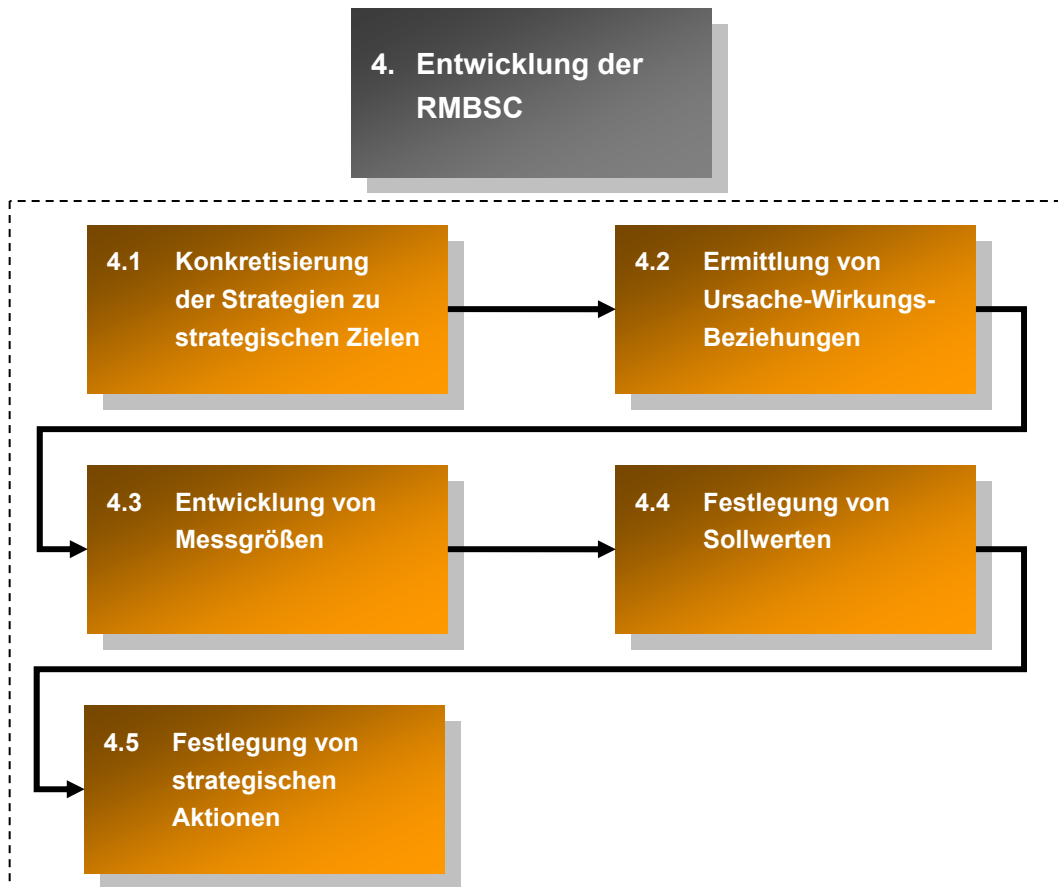 4. Entwicklung der
RMBSC
4.1 Konkretisierung
der Strategien zu
strategischen Zielen
4.2 Ermittlung von
Ursache-Wirkungs-
Beziehungen
4.3 Entwicklung von
Messgrößen
4.4 Festlegung von
Sollwerten
4.5 Festlegung von
strategischen
Aktionen